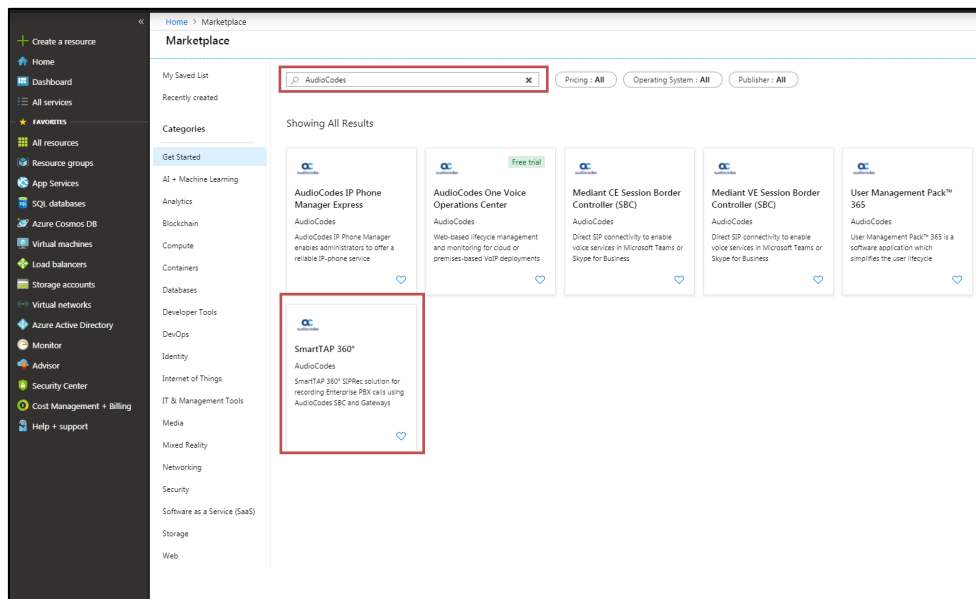 «
Create a resource
Home
Dashboard
All services
FAVORITES
All resources
Resource groups
App Services
SQL databases
Azure Cosmos DB
Virtual machines
Load balancers
Storage accounts
Virtual networks
Azure Active Directory
Monitor
Advisor
Security Center
Cost Management + Billing
Help + support
Home > Marketplace
Marketplace
My Saved List
Recently created
Categories
Get Started
AI + Machine Learning
Analytics
Blockchain
Compute
Containers
Databases
Developer Tools
DevOps
Identity
Internet of Things
IT & Management Tools
Media
Mixed Reality
Networking
Security
Software as a Service (SaaS)
Storage
Web
AudioCodes
Pricing : All
Operating System : All
Publisher : All
Showing All Results
AudioCodes IP Phone
Manager Express
AudioCodes
AudioCodes IP Phone Manager
enables administrators to offer a
reliable IP-phone service
Free trial
AudioCodes One Voice
Operations Center
AudioCodes
Web-based lifecycle management
and monitoring for cloud or
premises-based VoIP deployments
Mediant CE Session Border
Controller (SBC)
AudioCodes
Direct SIP connectivity to enable
voice services in Microsoft Teams or
Skype for Business
Mediant VE Session Border
Controller (SBC)
AudioCodes
Direct SIP connectivity to enable
voice services in Microsoft Teams or
Skype for Business
User Management Pack™
365
AudioCodes
User Management Pack™ 365 is a
software application which
simplifies the user lifecycle
SmartTAP 360°
AudioCodes
SmartTAP 360° SIPRec solution for
recording Enterprise PBX calls using
AudioCodes SBC and Gateways